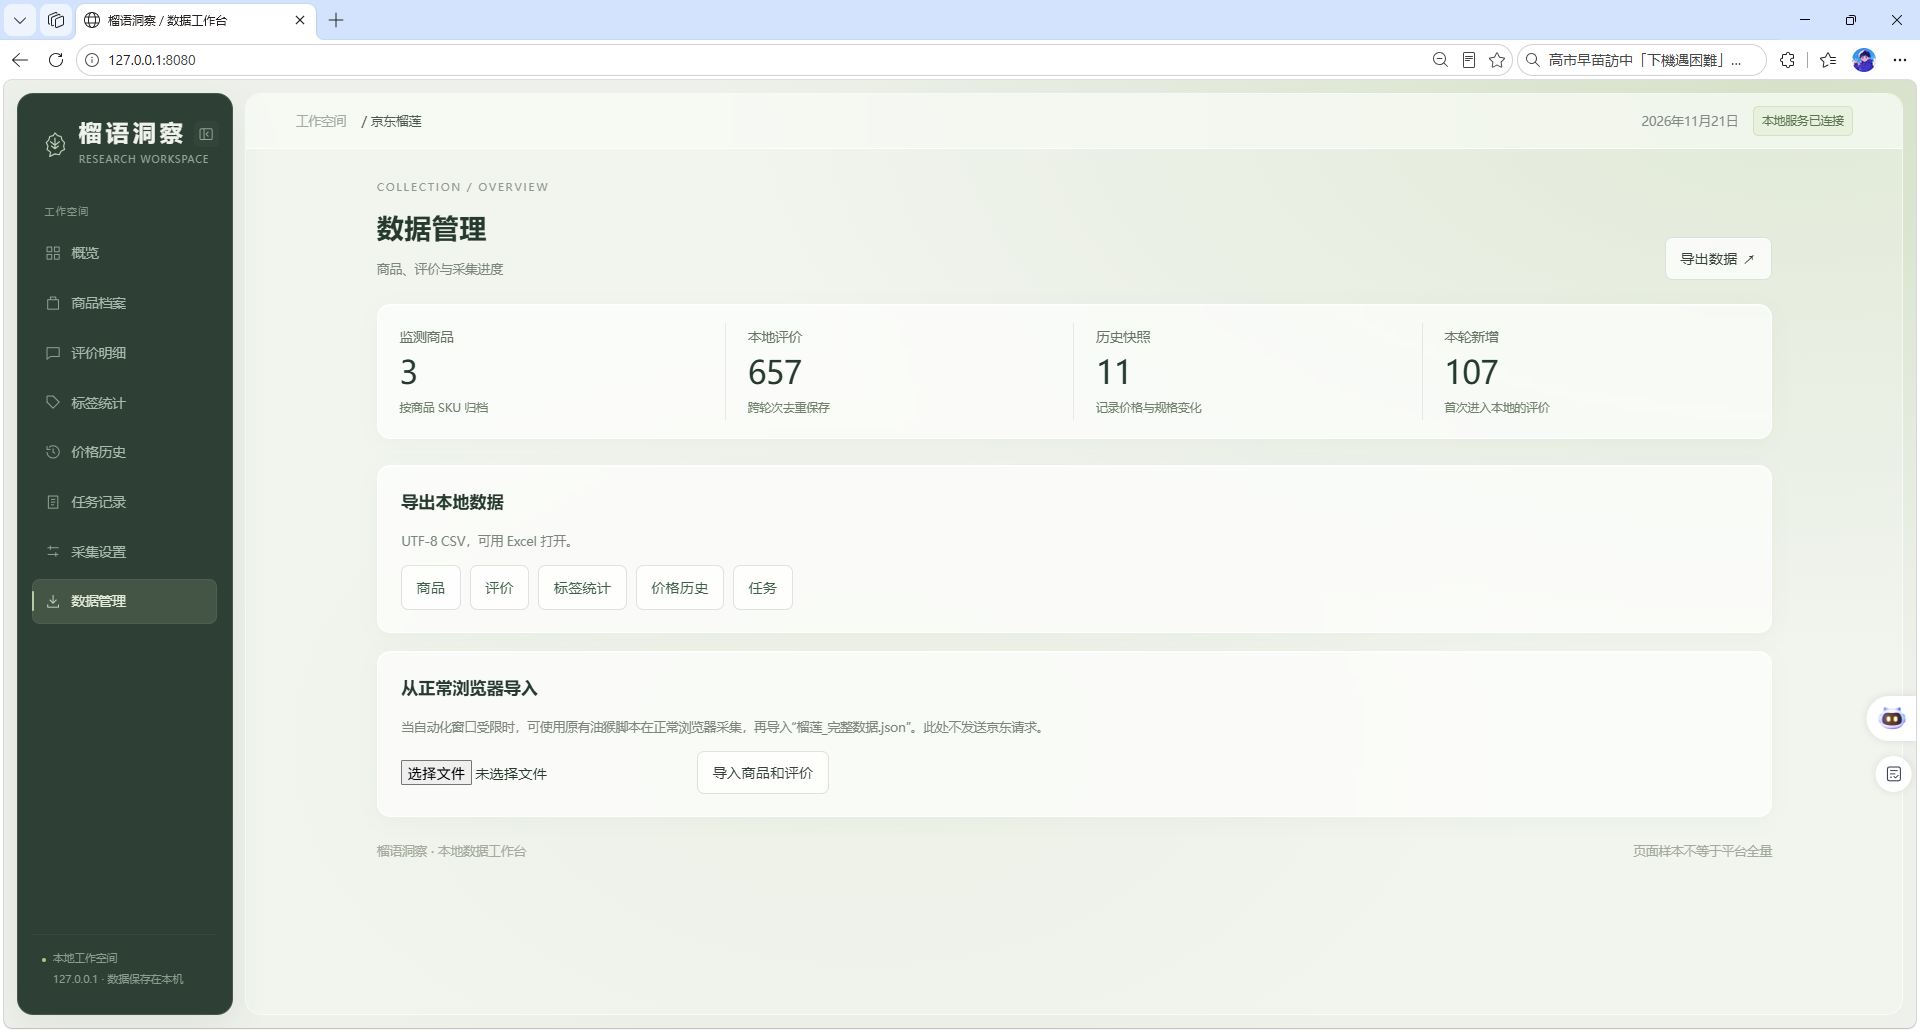 榴语洞察 / 数据工作台
127.0.0.1:8080
高市早苗訪中「下機遇困難」...
榴语洞察
RESEARCH WORKSPACE
工作空间
概览
商品档案
评价明细
标签统计
价格历史
任务记录
采集设置
数据管理
本地工作空间
127.0.0.1 · 数据保存在本机
工作空间 / 京东榴莲
2026年11月21日
本地服务已连接
COLLECTION / OVERVIEW
数据管理
商品、评价与采集进度
导出数据 ↗
监测商品
3
按商品 SKU 归档
本地评价
657
跨轮次去重保存
历史快照
11
记录价格与规格变化
本轮新增
107
首次进入本地的评价
导出本地数据
UTF-8 CSV，可用 Excel 打开。
商品 评价 标签统计 价格历史 任务
从正常浏览器导入
当自动化窗口受限时，可使用原有油猴脚本在正常浏览器采集，再导入“榴莲_完整数据.json”。此处不发送京东请求。
选择文件 未选择文件 导入商品和评价
榴语洞察 · 本地数据工作台
页面样本不等于平台全量